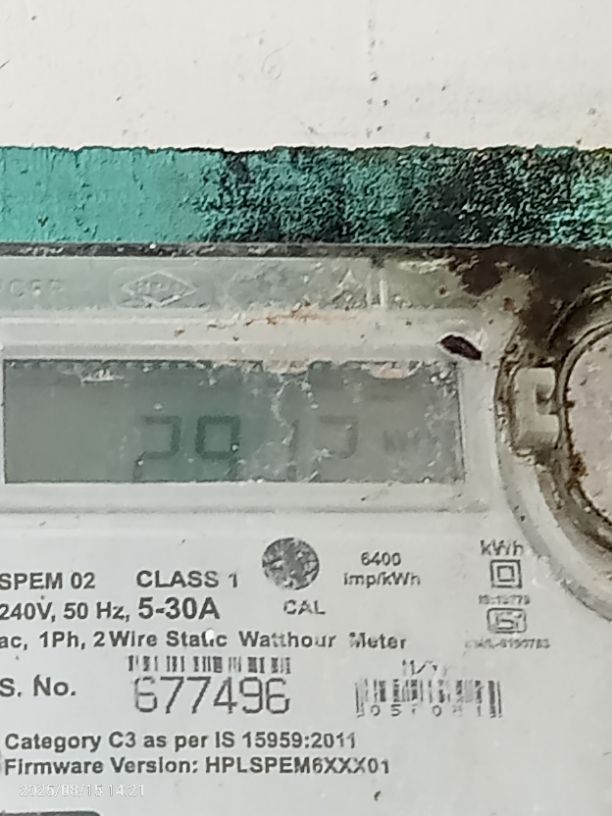 SPEM 02 CLASS 1
6400
imp/kWh
kWh
CAL
240V, 50 Hz, 5-30A
ac, 1Ph, 2 Wire Static Watthour Meter
S. No. 677496
Category C3 as per IS 15959:2011
Firmware Version: HPLSPEM6XXX01
2025/08/15 14:21